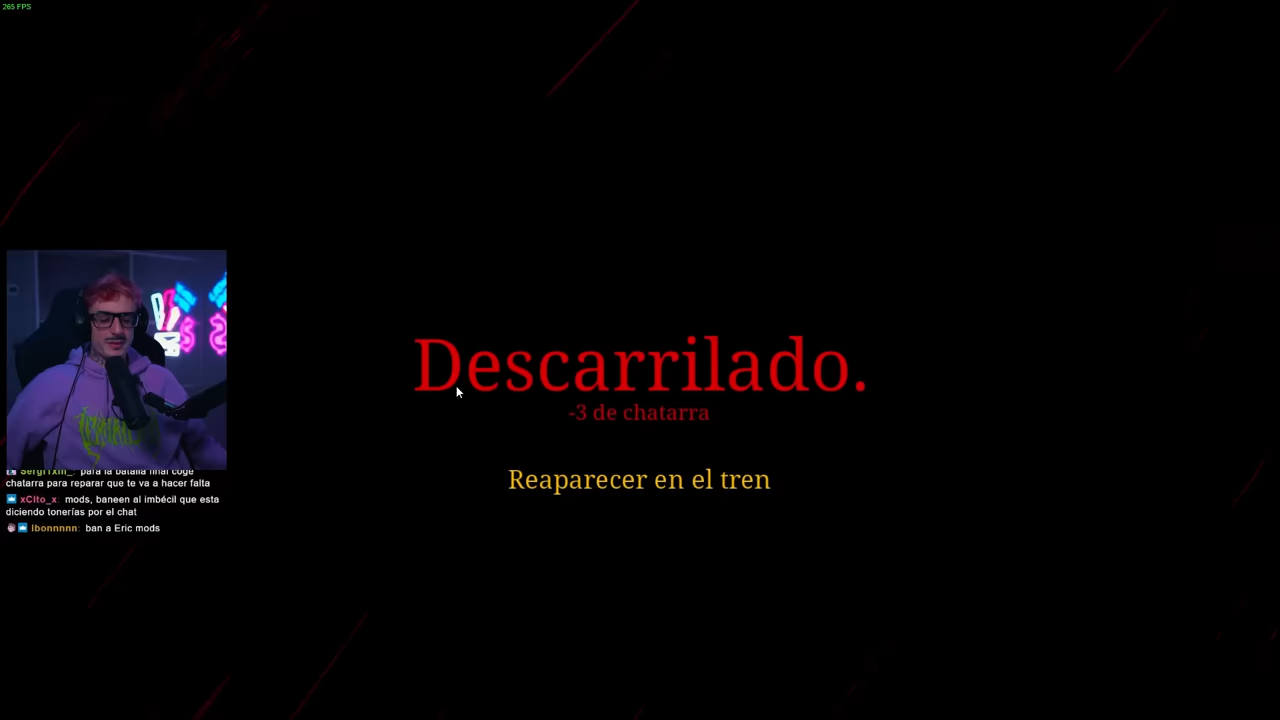 265 FPS
Descarrilado.
-3 de chatarra
Reaparecer en el tren
para la batalla final coge
chatarra para reparar que te va a hacer falta
xCito_x: mods, baneen al imbécil que esta
diciendo tonerías por el chat
Ibonnnnn: ban a Eric mods